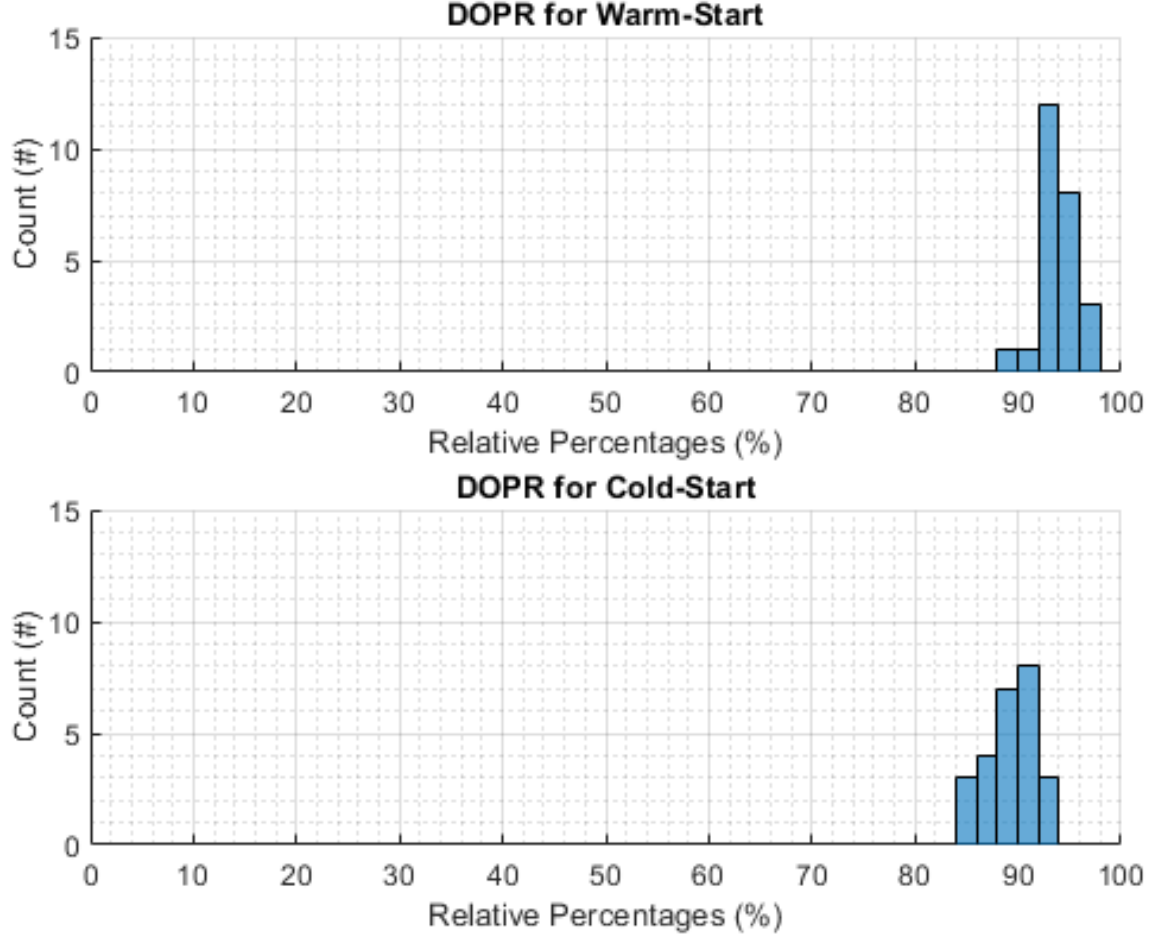 DOPR for Warm-Start
15
10
5
0
Count (#)
0 10 20 30 40 50 60 70 80 90 100
Relative Percentages (%)
DOPR for Cold-Start
15
10
5
0
Count (#)
0 10 20 30 40 50 60 70 80 90 100
Relative Percentages (%)